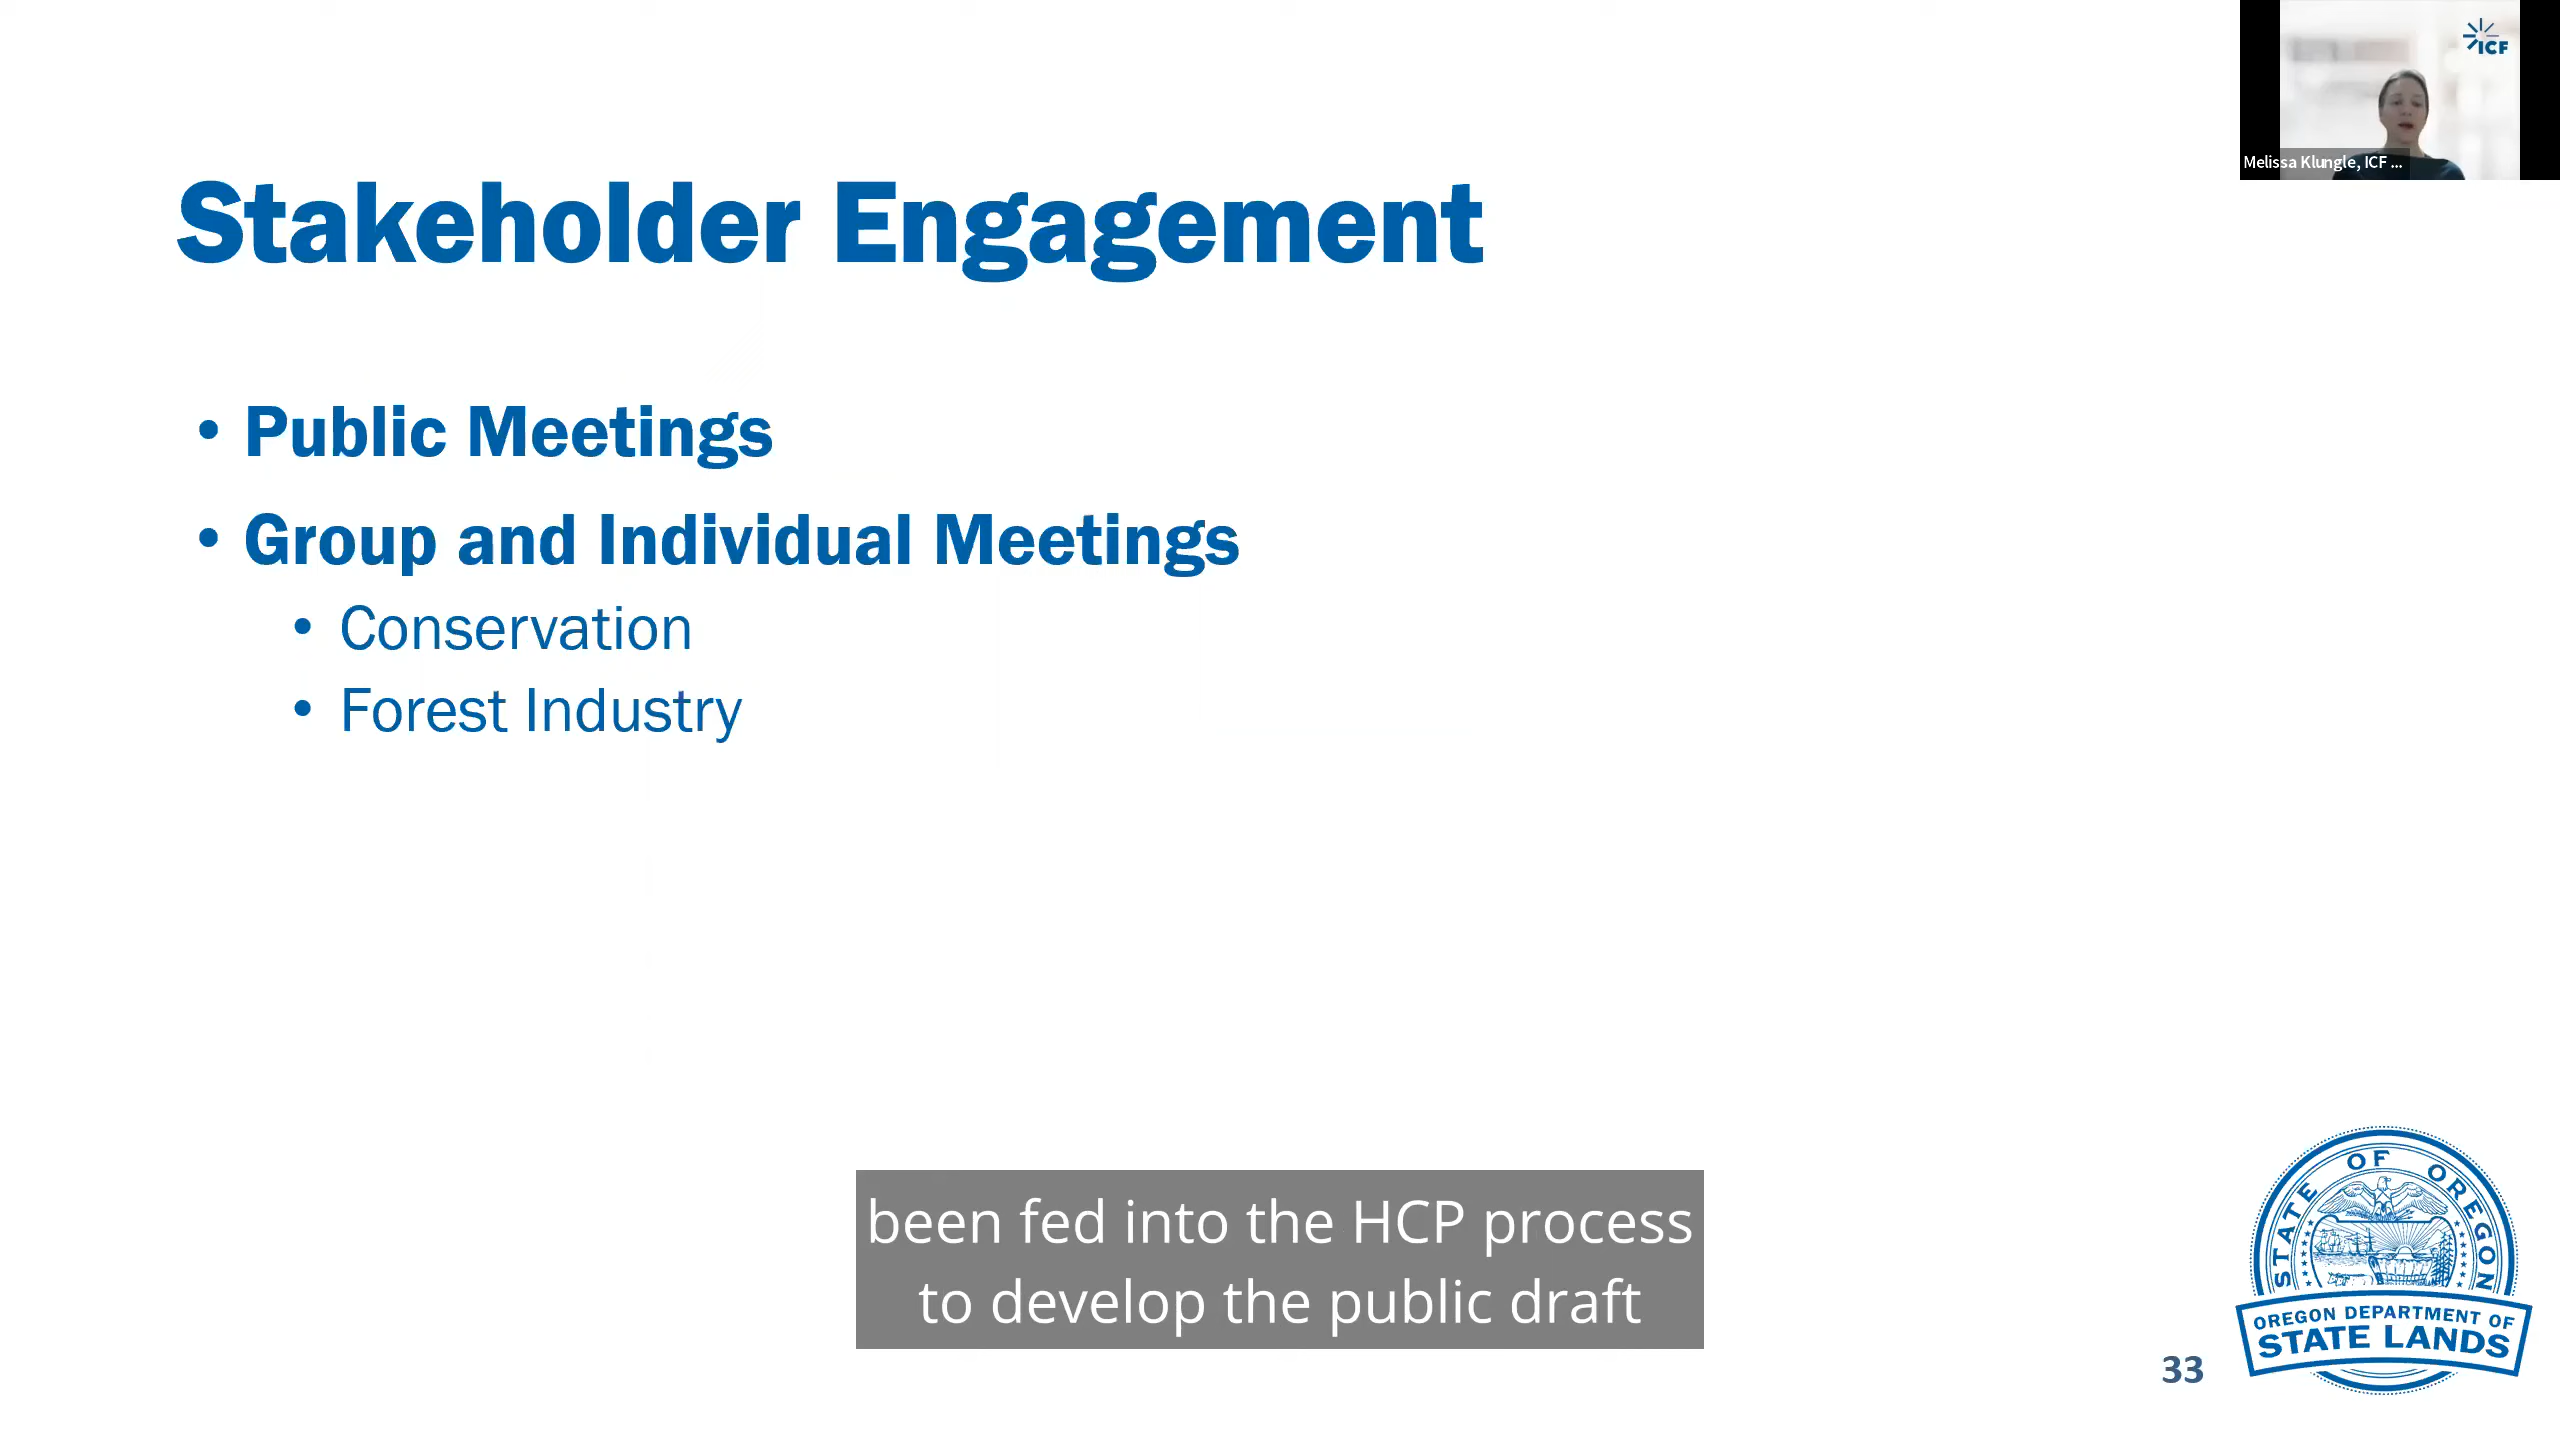 ICF
Melissa Klungle, ICF ...
Stakeholder Engagement
• Public Meetings
• Group and Individual Meetings
• Conservation
• Forest Industry
been fed into the HCP process
to develop the public draft
STATE OF OREGON
OREGON DEPARTMENT OF
STATE LANDS
33